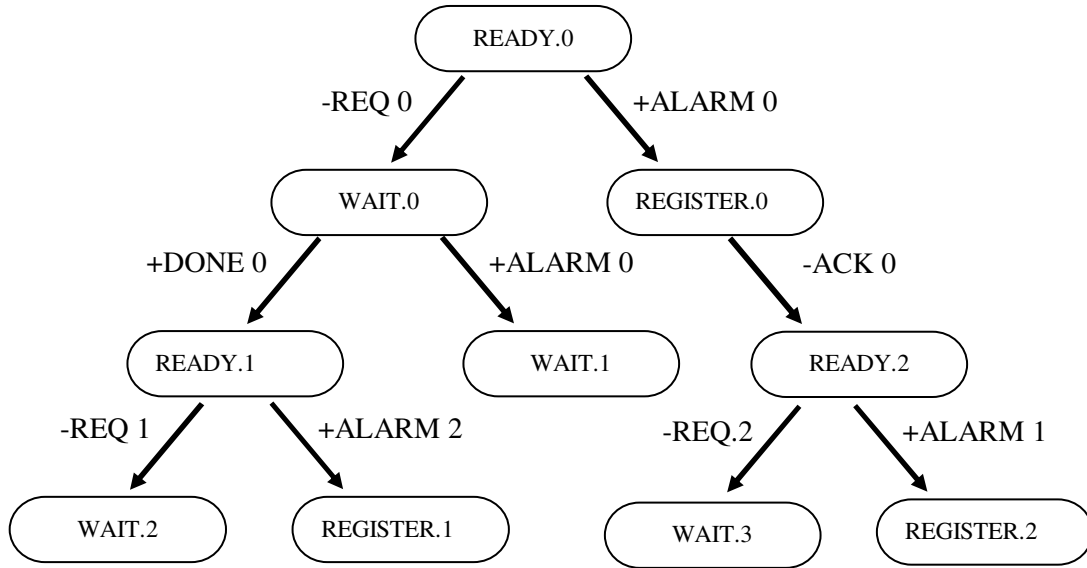 READY.0
-REQ 0
+ALARM 0
WAIT.0
REGISTER.0
+DONE 0
+ALARM 0
-ACK 0
READY.1
WAIT.1
READY.2
-REQ 1
+ALARM 2
-REQ.2
+ALARM 1
WAIT.2
REGISTER.1
WAIT.3
REGISTER.2